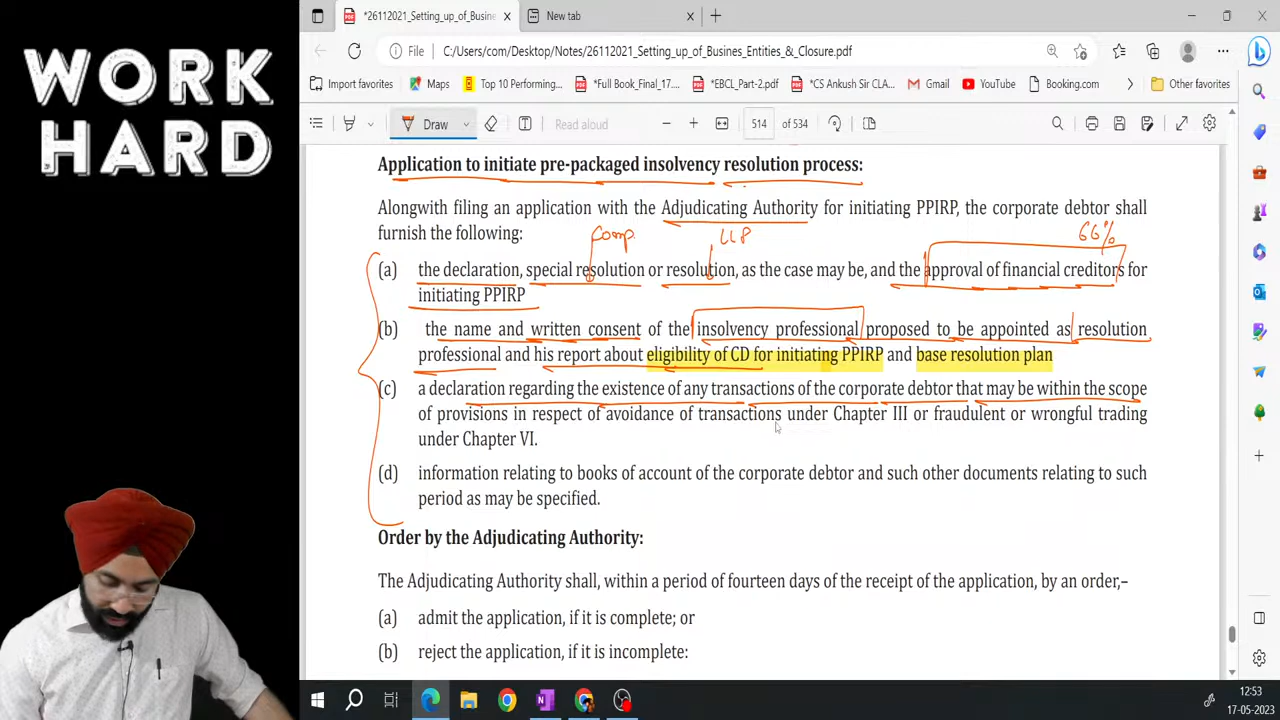 WORK
HARD
*26112021_Setting_up_of_Busine
New tab
File
C:/Users/com/Desktop/Notes/26112021_Setting_up_of_Busines_Entities_&_Closure.pdf
Import favorites
Maps
Top 10 Performing...
*Full Book_Final_17....
*EBCL_Part-2.pdf
*CS Ankush Sir CLA...
Gmail
YouTube
Booking.com
Other favorites
Draw
Read aloud
514
of 534
Application to initiate pre-packaged insolvency resolution process:
Alongwith filing an application with the Adjudicating Authority for initiating PPIRP, the corporate debtor shall
furnish the following:
Comp.
LLP
66%
(a) the declaration, special resolution or resolution, as the case may be, and the approval of financial creditors for
initiating PPIRP
(b) the name and written consent of the insolvency professional proposed to be appointed as resolution
professional and his report about eligibility of CD for initiating PPIRP and base resolution plan
(c) a declaration regarding the existence of any transactions of the corporate debtor that may be within the scope
of provisions in respect of avoidance of transactions under Chapter III or fraudulent or wrongful trading
under Chapter VI.
(d) information relating to books of account of the corporate debtor and such other documents relating to such
period as may be specified.
Order by the Adjudicating Authority:
The Adjudicating Authority shall, within a period of fourteen days of the receipt of the application, by an order,–
(a) admit the application, if it is complete; or
(b) reject the application, if it is incomplete:
12:53
17-05-2023